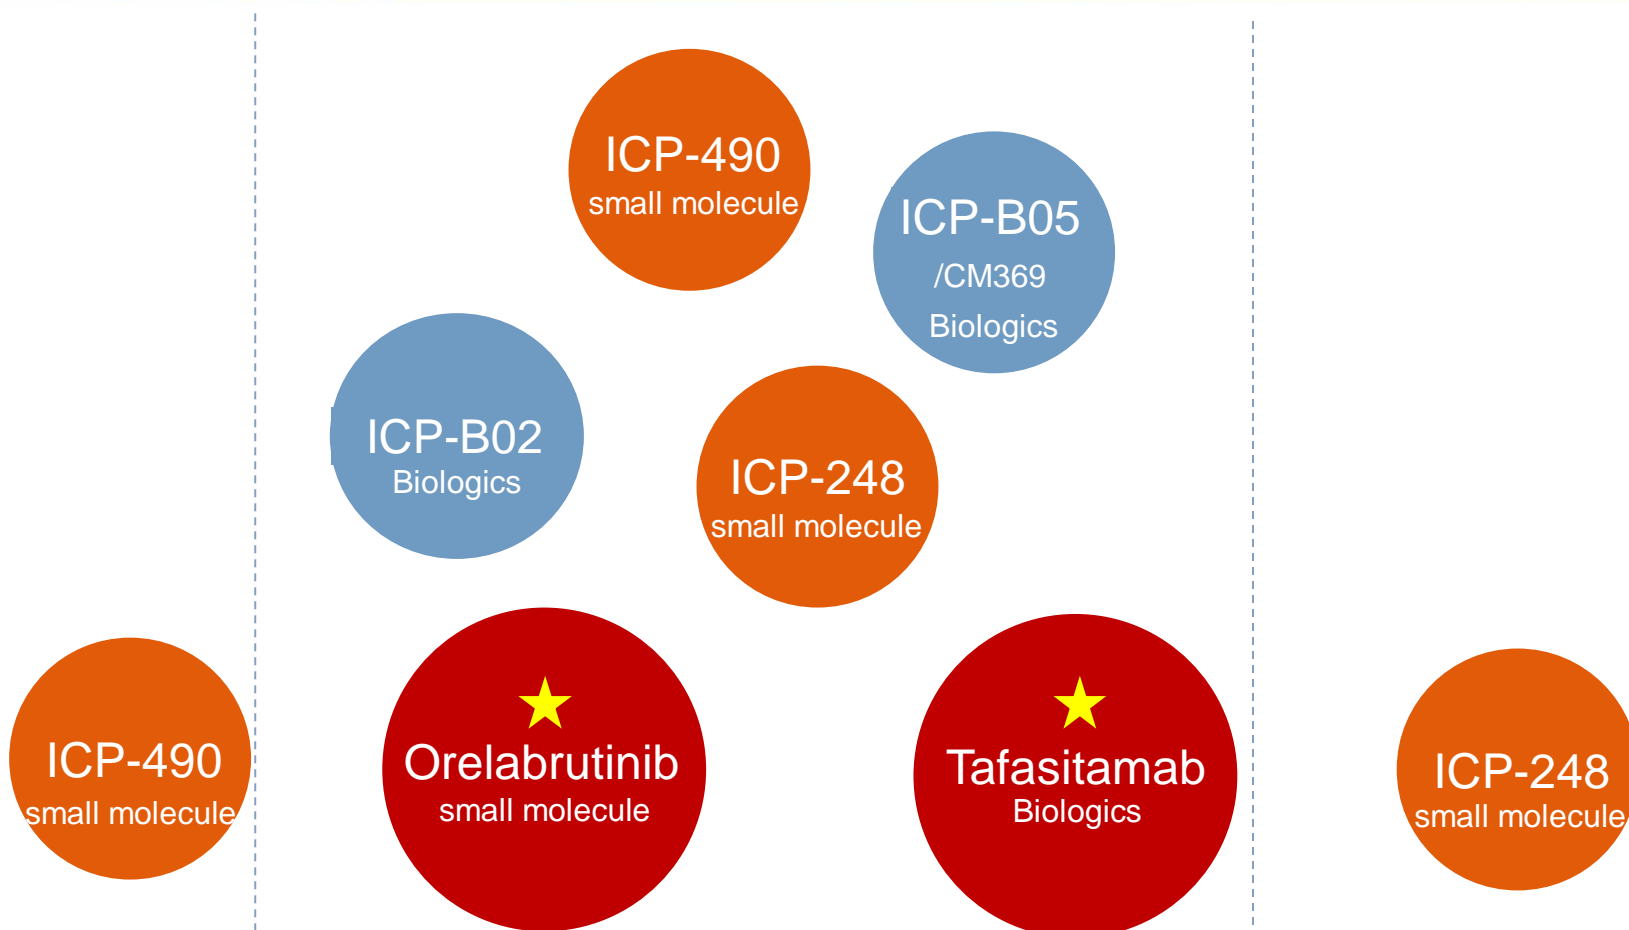 ICP-490
small molecule
ICP-B05
/CM369
Biologics
ICP-B02
Biologics
ICP-248
small molecule
ICP-490
small molecule
Orelabrutinib
small molecule
Tafasitamab
Biologics
ICP-248
small molecule